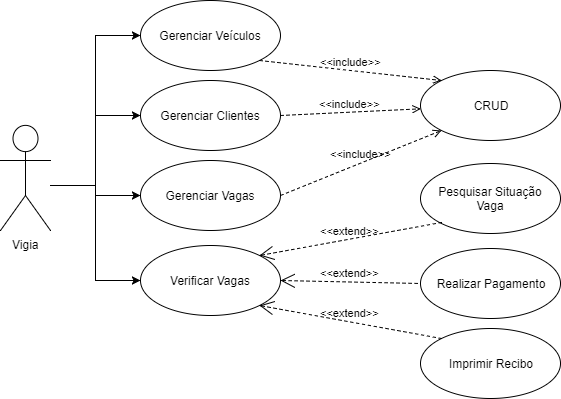 Gerenciar Veículos
<<include>>
CRUD
Gerenciar Clientes
<<include>>
Gerenciar Vagas
<<include>>
Pesquisar Situação
Vaga
Vigia
<<extend>>
Verificar Vagas
<<extend>>
Realizar Pagamento
<<extend>>
Imprimir Recibo